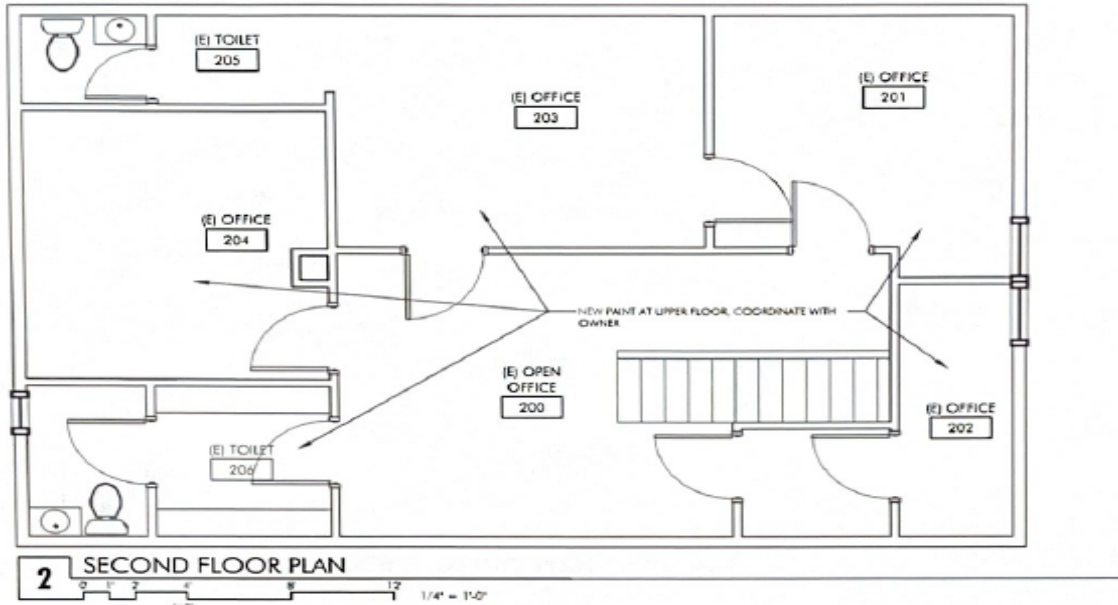 (E) TOILET
205
(E) OFFICE
203
(E) OFFICE
201
(E) OFFICE
204
NEW PAINT AT UPPER FLOOR, COORDINATE WITH
OWNER
(E) OPEN
OFFICE
200
(E) OFFICE
202
(E) TOILET
206
2
SECOND FLOOR PLAN
0' 1' 2' 4' 8' 12'
1/4" = 1'-0"